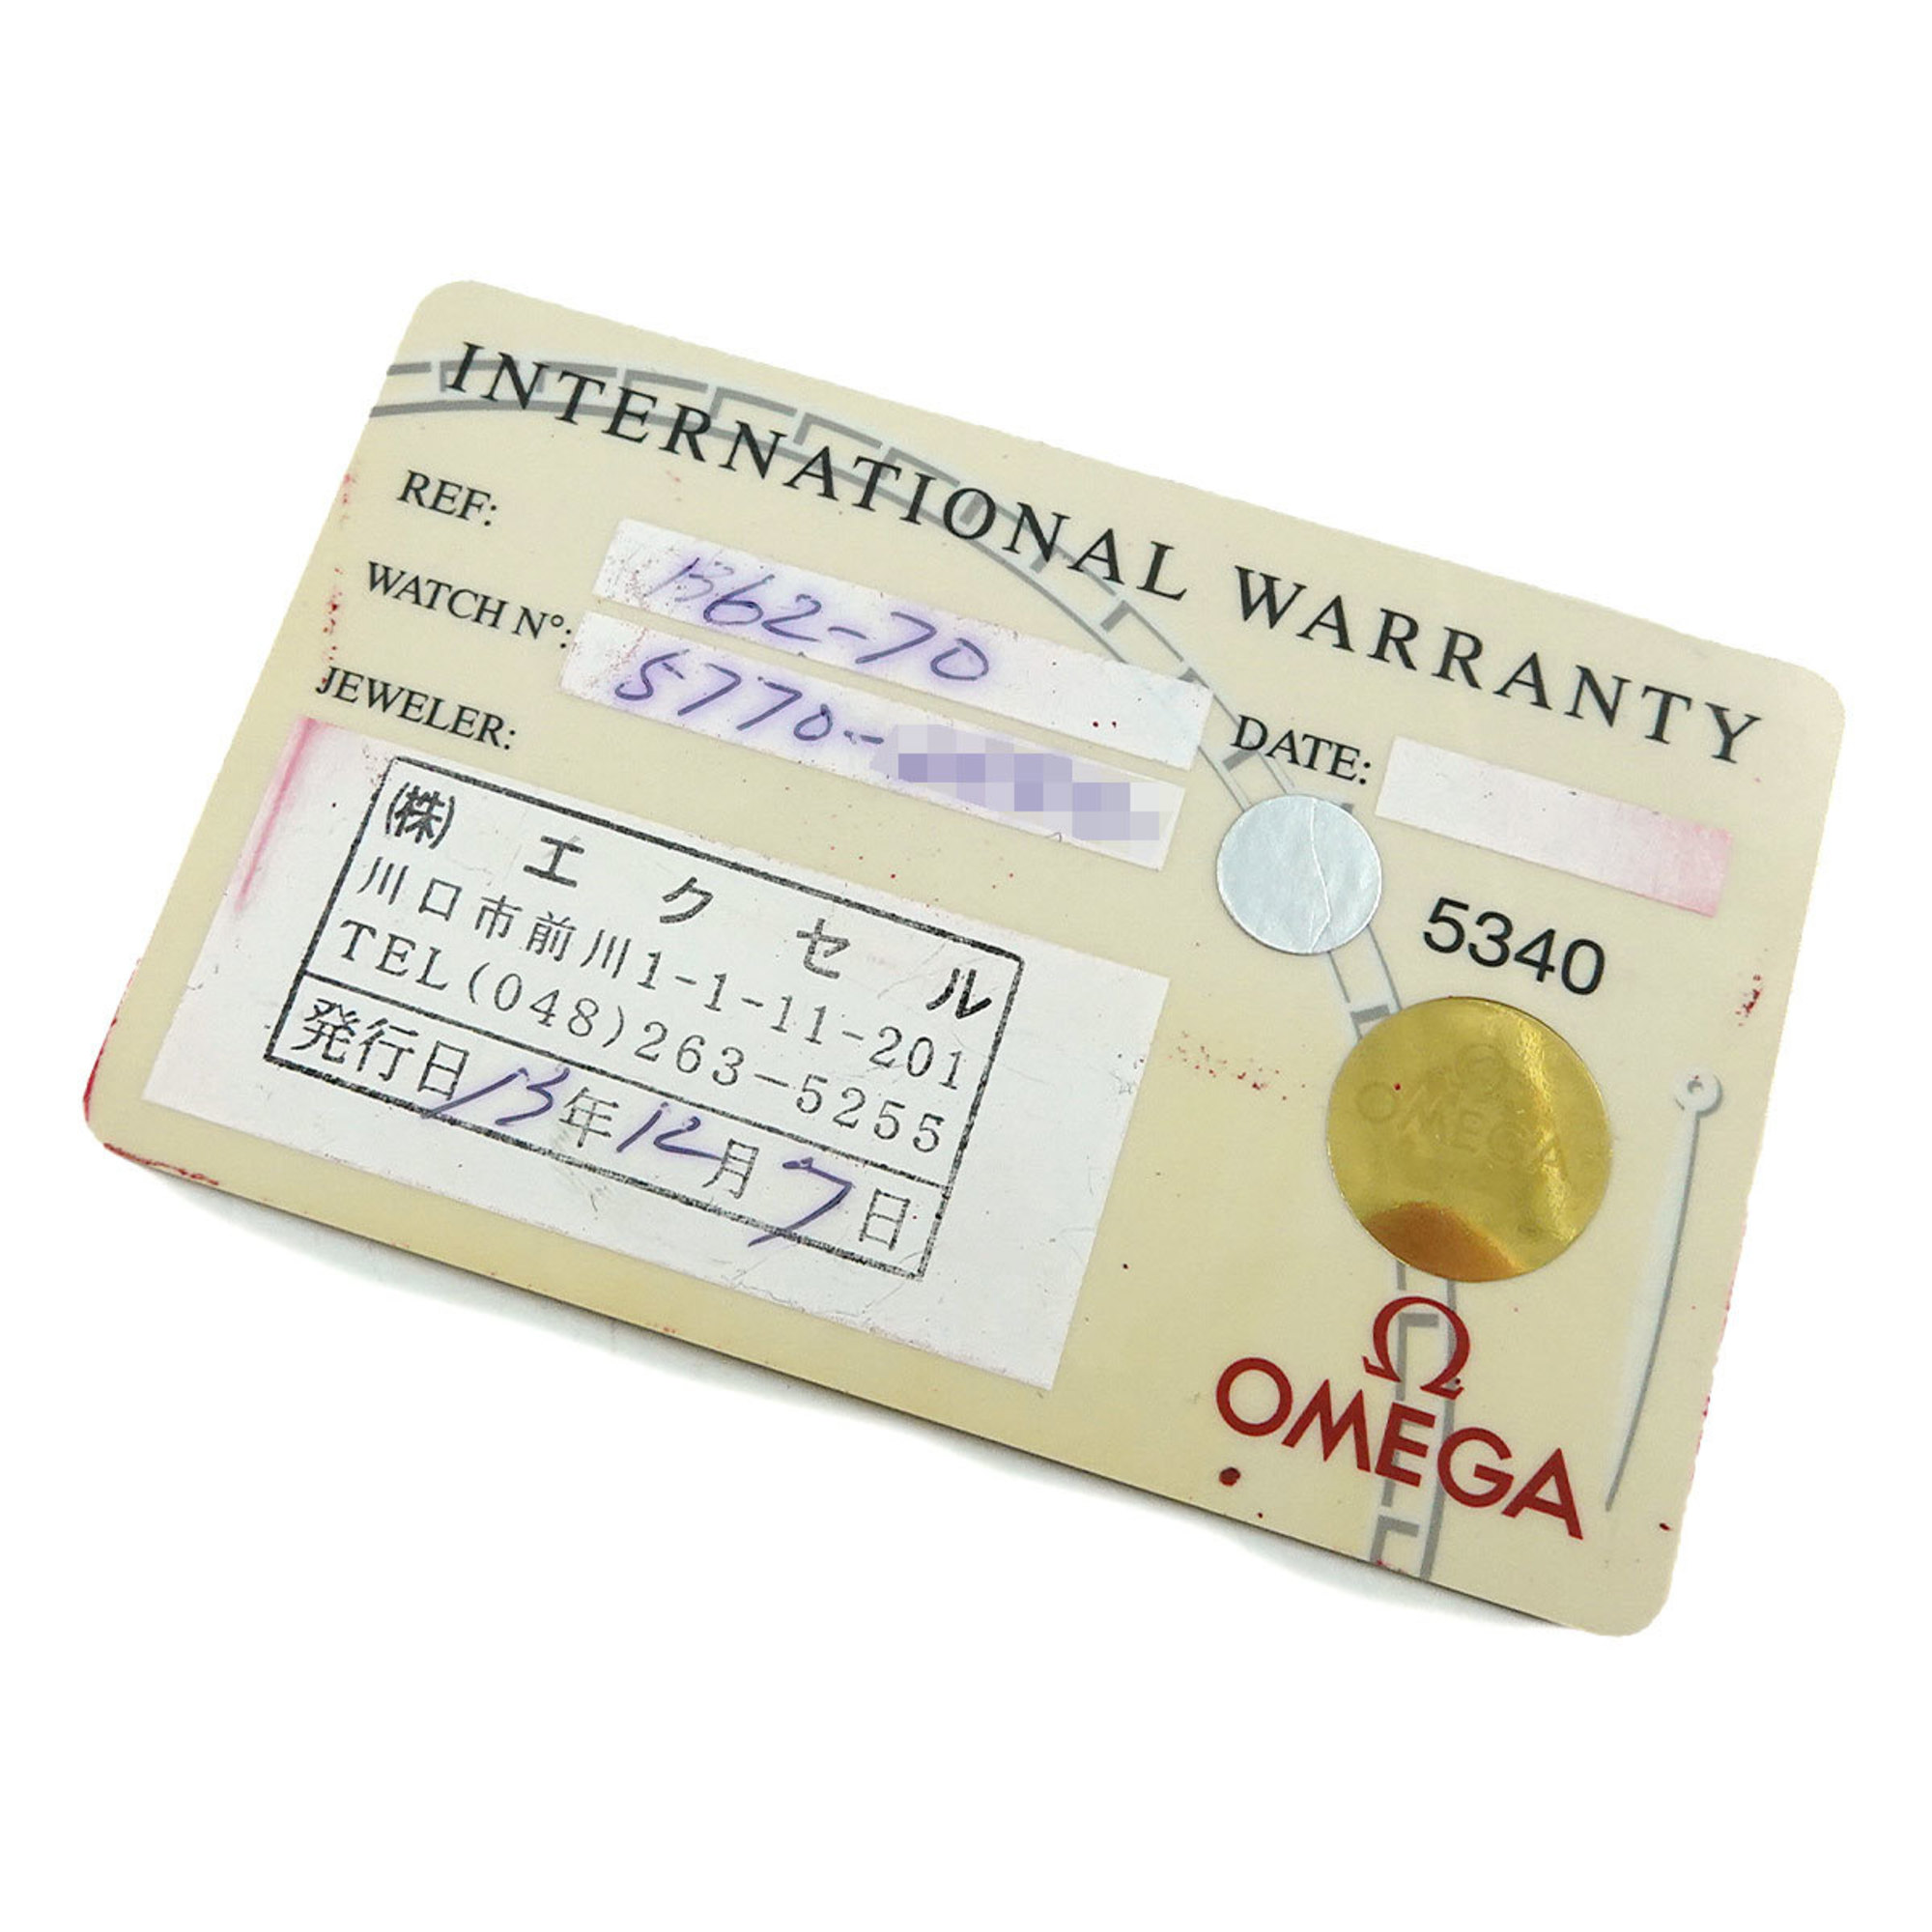 INTERNATIONAL WARRANTY
REF: 1362-70
WATCH N°: 5770-
DATE:
JEWELER:
㈱ エクセル
川口市前川1-1-11-201
TEL(048)263-5255
発行日 13年12月7日
5340
Ω
OMEGA
Ω
OMEGA